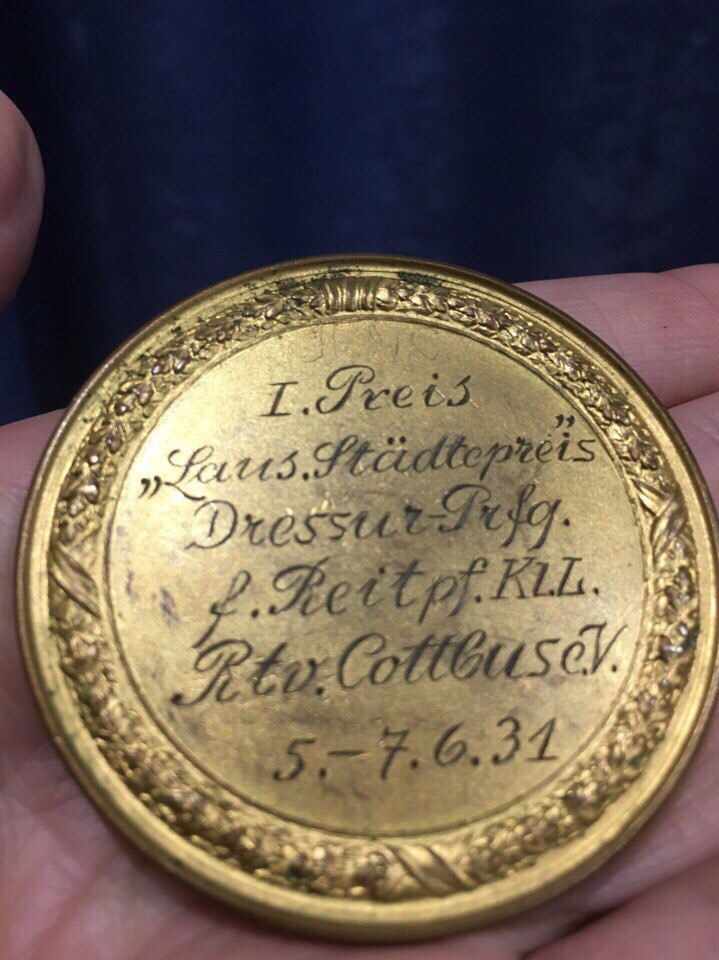 I. Preis
„Laus. Städtepreis”
Dressur-Prfg.
f. Reitpf. Kl. L.
Rtv. Cottbus e.V.
5.–7.6.31